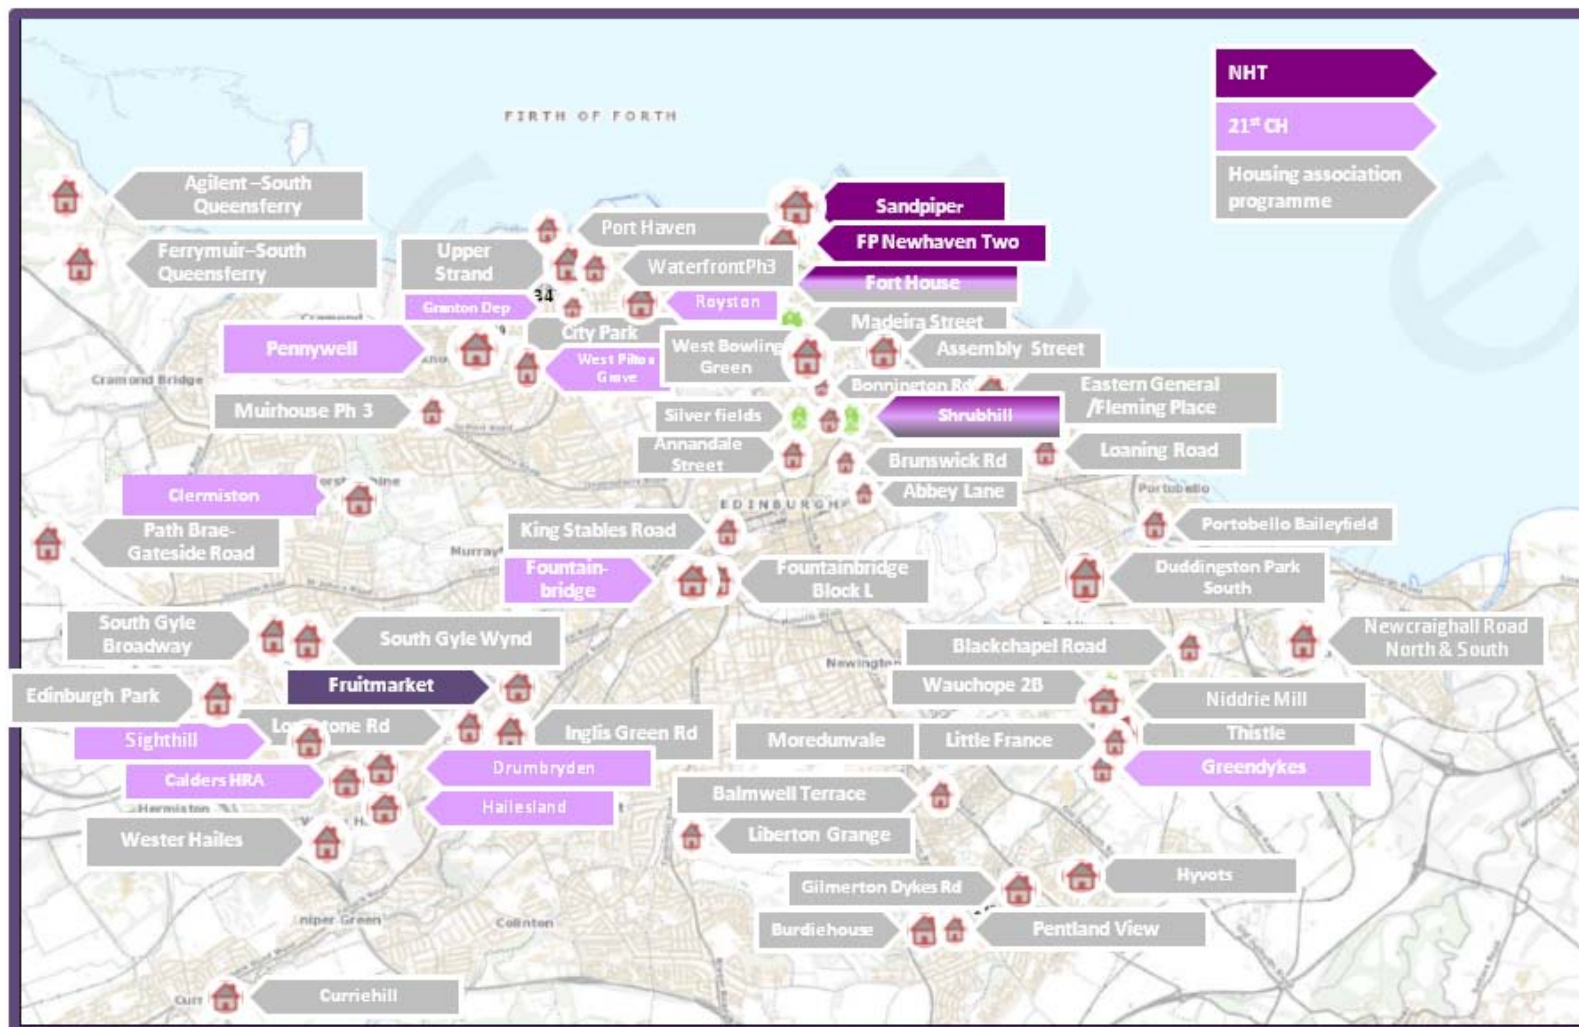 FIRTH OF FORTH
NHT
21st CH
Housing association
programme
Agilent –South
Queensferry
Ferrymuir–South
Queensferry
Port Haven
Sandpiper
FP Newhaven Two
Upper
Strand
WaterfrontPh3
Fort House
Granton Dep
34
Royston
City Park
Madeira Street
Pennywell
West Pilton
Grove
West Bowling
Green
Assembly Street
Cramond Bridge
Muirhouse Ph 3
Bonnington Rd
Eastern General
/Fleming Place
Silver fields
Shrubhill
Annandale
Street
Brunswick Rd
Loaning Road
Abbey Lane
EDINBURGH
Portobello
Clermiston
Path Brae-
Gateside Road
King Stables Road
Portobello Baileyfield
Fountain-
bridge
Fountainbridge
Block L
Duddingston Park
South
South Gyle
Broadway
South Gyle Wynd
Blackchapel Road
Newcraighall Road
North & South
Newington
Edinburgh Park
Fruitmarket
Wauchope 2B
Niddrie Mill
Sighthill
Inglis Green Rd
Moredunvale
Little France
Thistle
Calders HRA
Drumbryden
Greendykes
Hermiston
Hailesland
Balmwell Terrace
Wester Hailes
Liberton Grange
Gilmerton Dykes Rd
Hyvots
niper Green
Colinton
Burdiehouse
Pentland View
Curr
Curriehill